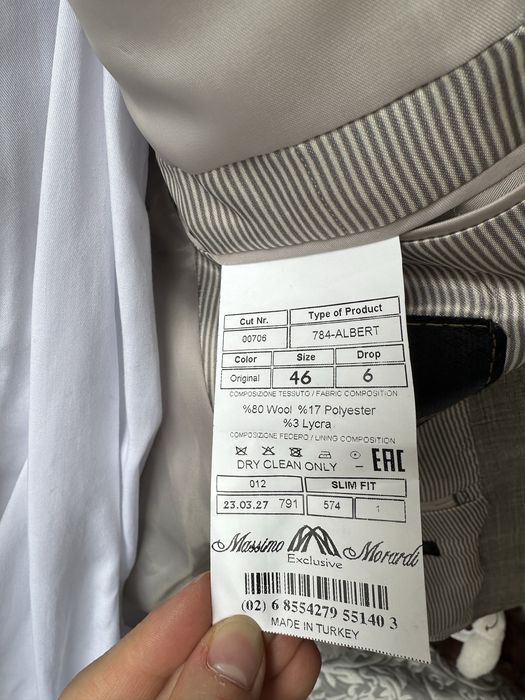 Cut Nr. Type of Product
00706 784-ALBERT
Color Size Drop
Original 46 6
COMPOSIZIONE TESSUTO / FABRIC COMPOSITION
%80 Wool %17 Polyester
%3 Lycra
COMPOSIZIONE FEDERO / LINING COMPOSITION
DRY CLEAN ONLY – EAC
012 SLIM FIT
23.03.27 791 574 1
Massimo Morardi
Exclusive
(02) 6 8554279 55140 3
MADE IN TURKEY